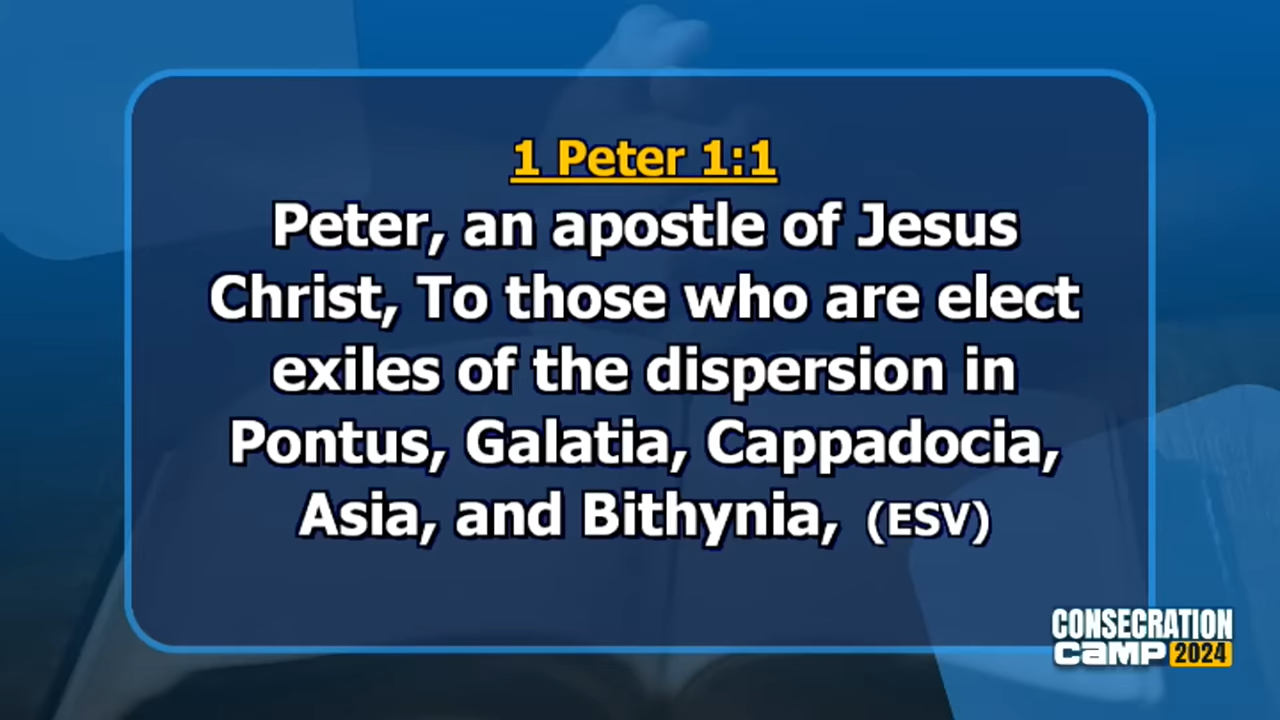 1 Peter 1:1
Peter, an apostle of Jesus
Christ, To those who are elect
exiles of the dispersion in
Pontus, Galatia, Cappadocia,
Asia, and Bithynia, (ESV)
CONSECRATION
CAMP 2024